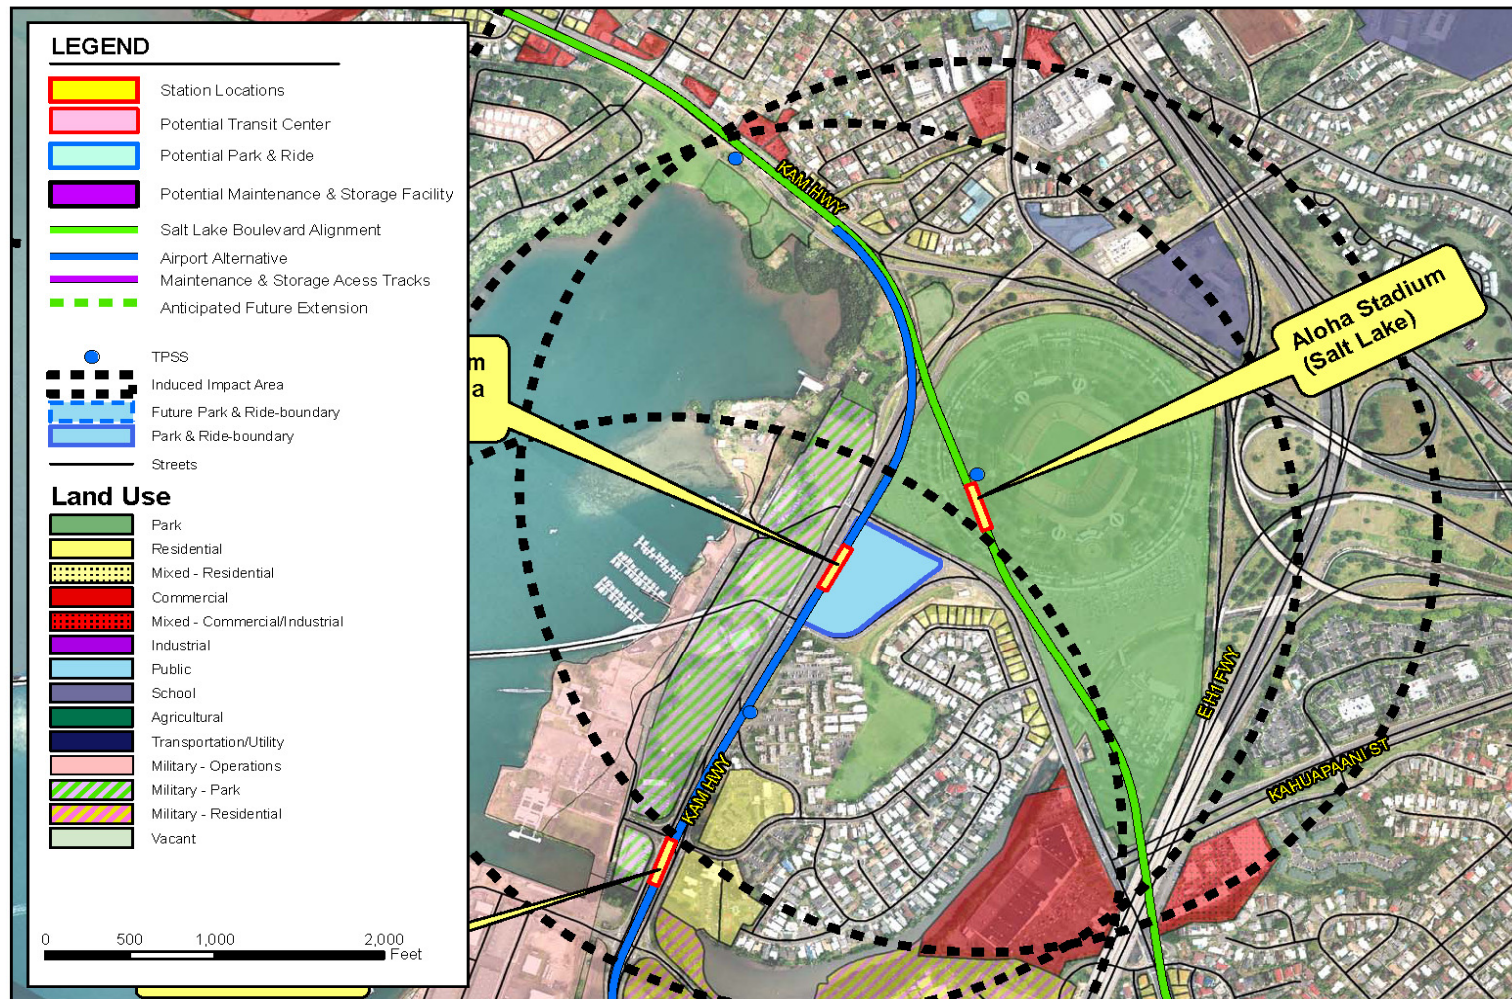 LEGEND
Station Locations
Potential Transit Center
Potential Park & Ride
Potential Maintenance & Storage Facility
Salt Lake Boulevard Alignment
Airport Alternative
Maintenance & Storage Acess Tracks
Anticipated Future Extension
TPSS
Induced Impact Area
Future Park & Ride-boundary
Park & Ride-boundary
Streets
Land Use
Park
Residential
Mixed - Residential
Commercial
Mixed - Commercial/Industrial
Industrial
Public
School
Agricultural
Transportation/Utility
Military - Operations
Military - Park
Military - Residential
Vacant
0 500 1,000 2,000
Feet
KAM HWY
Aloha Stadium
(Salt Lake)
m
a
E H1 FWY
KAHUAPAANI ST
KAM HWY